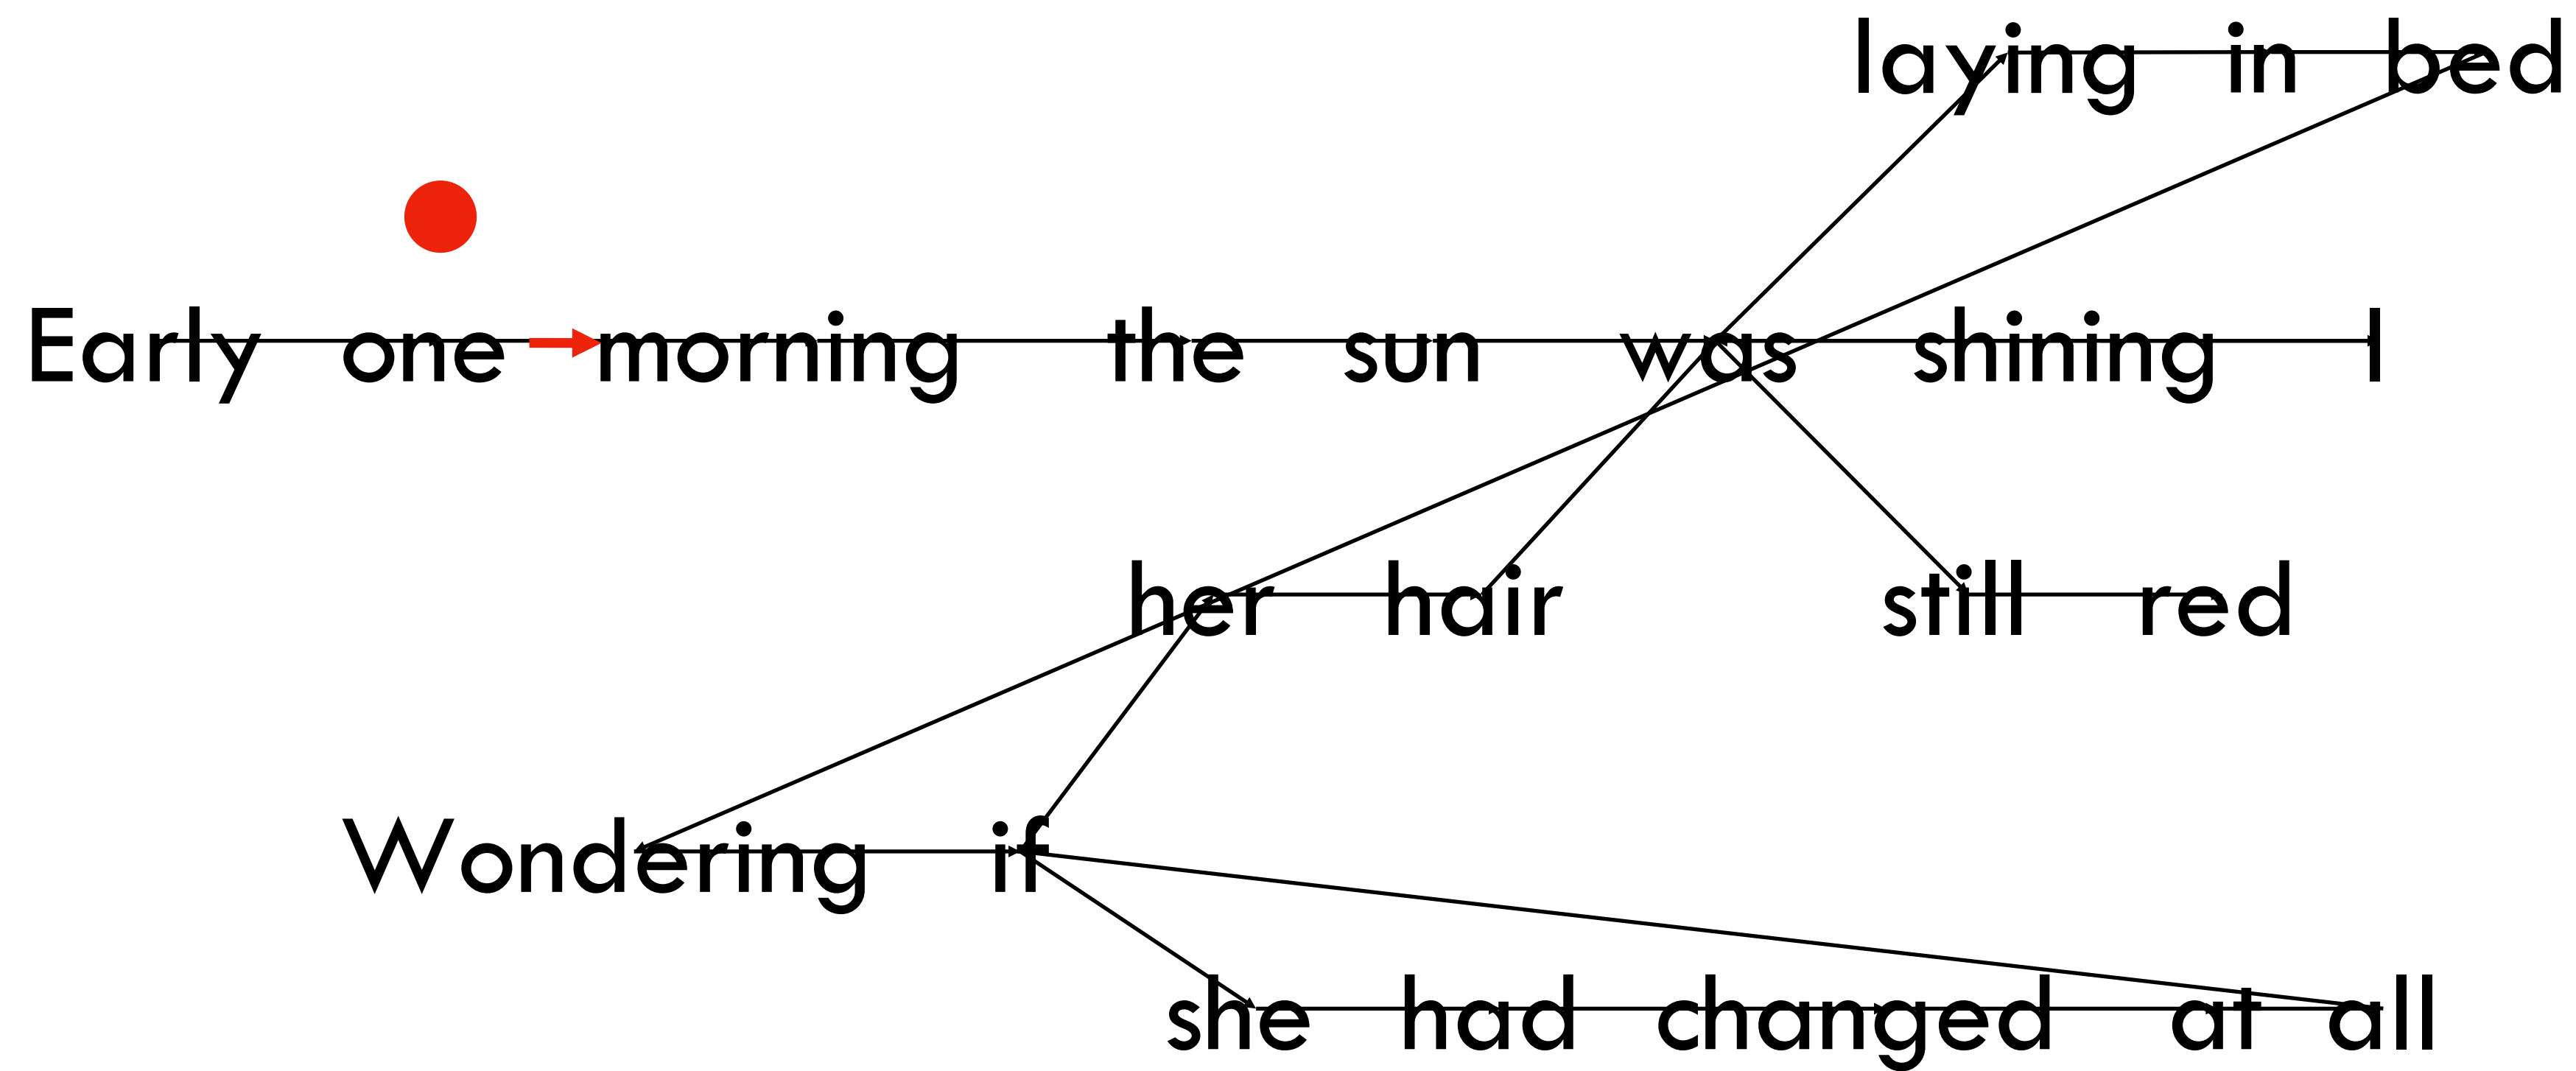 laying in bed
Early one morning the sun was shining I
her hair still red
Wondering if
she had changed at all